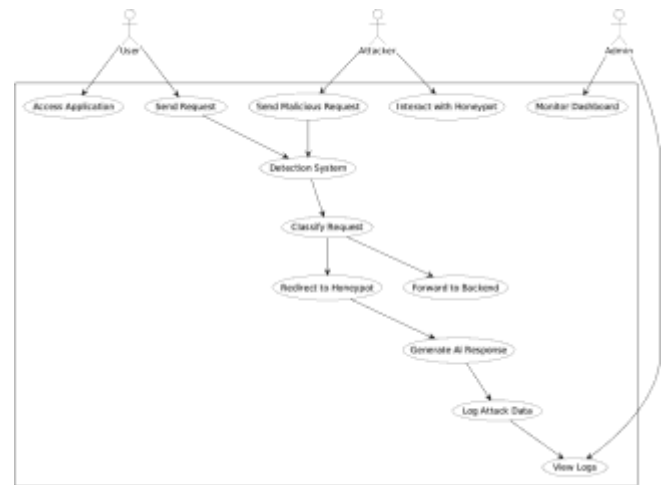 User
Attacker
Admin
Access Application
Send Request
Send Malicious Request
Interact with Honeypot
Monitor Dashboard
Detection System
Classify Request
Redirect to Honeypot
Forward to Backend
Generate AI Response
Log Attack Data
View Logs